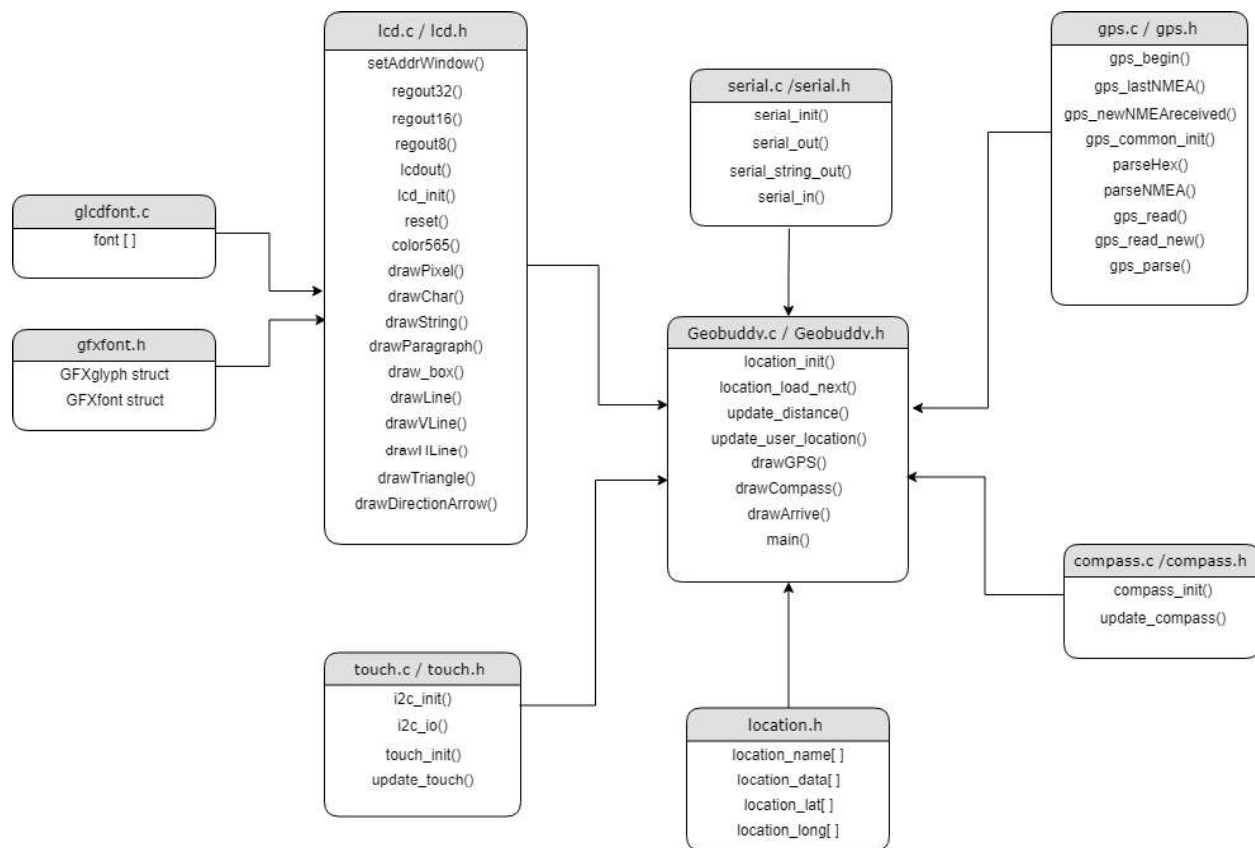 lcd.c / lcd.h
setAddrWindow()
regout32()
regout16()
regout8()
lcdout()
lcd_init()
reset()
color565()
drawPixel()
drawChar()
drawString()
drawParagraph()
draw_box()
drawLine()
drawVLine()
drawHLine()
drawTriangle()
drawDirectionArrow()
glcdfont.c
font [ ]
gfxfont.h
GFXglyph struct
GFXfont struct
serial.c /serial.h
serial_init()
serial_out()
serial_string_out()
serial_in()
gps.c / gps.h
gps_begin()
gps_lastNMEA()
gps_newNMEAreceived()
gps_common_init()
parseHex()
parseNMEA()
gps_read()
gps_read_new()
gps_parse()
Geobuddy.c / Geobuddy.h
location_init()
location_load_next()
update_distance()
update_user_location()
drawGPS()
drawCompass()
drawArrive()
main()
compass.c /compass.h
compass_init()
update_compass()
touch.c / touch.h
i2c_init()
i2c_io()
touch_init()
update_touch()
location.h
location_name[ ]
location_data[ ]
location_lat[ ]
location_long[ ]